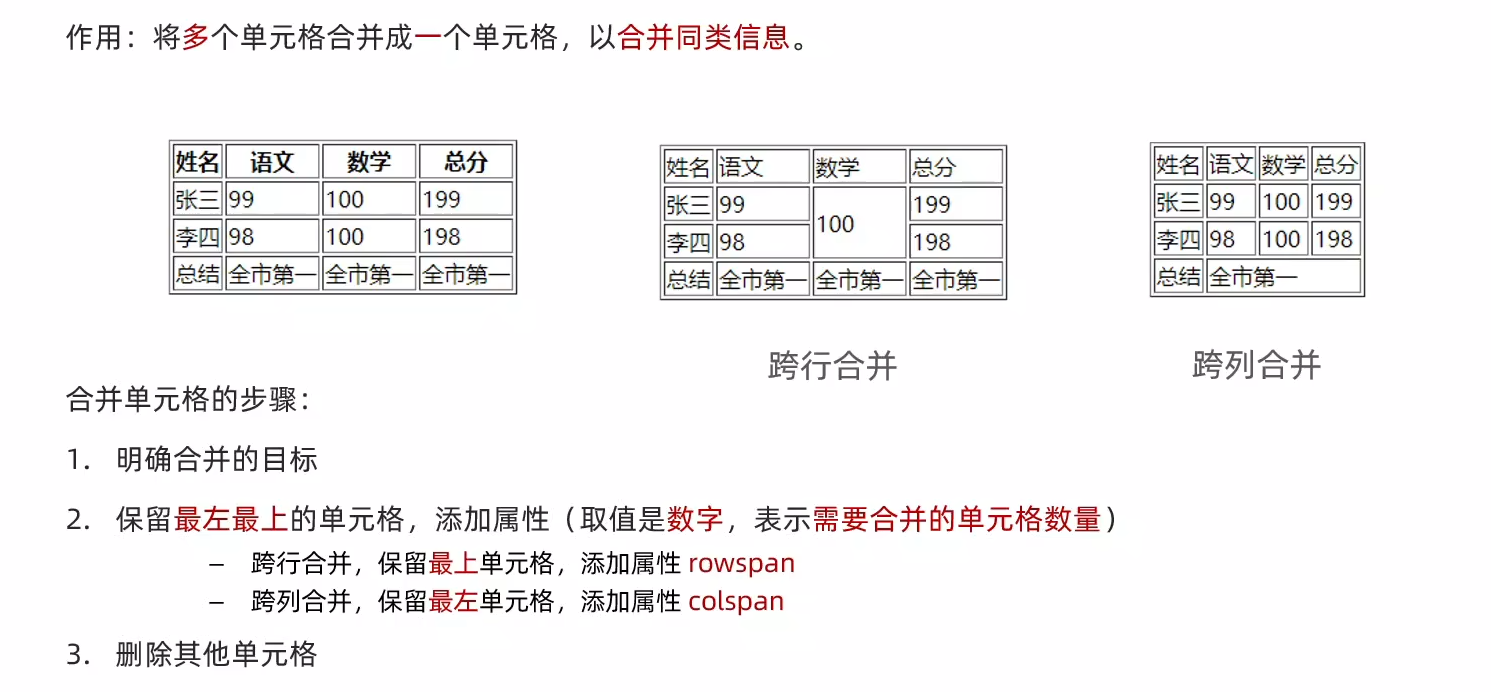 作用：将多个单元格合并成一个单元格，以合并同类信息。
姓名 语文 数学 总分
张三 99 100 199
李四 98 100 198
总结 全市第一 全市第一 全市第一
姓名 语文 数学 总分
张三 99 100 199
李四 98 198
总结 全市第一 全市第一 全市第一
跨行合并
姓名 语文 数学 总分
张三 99 100 199
李四 98 100 198
总结 全市第一
跨列合并
合并单元格的步骤：
1. 明确合并的目标
2. 保留最左最上的单元格，添加属性（取值是数字，表示需要合并的单元格数量）
– 跨行合并，保留最上单元格，添加属性 rowspan
– 跨列合并，保留最左单元格，添加属性 colspan
3. 删除其他单元格